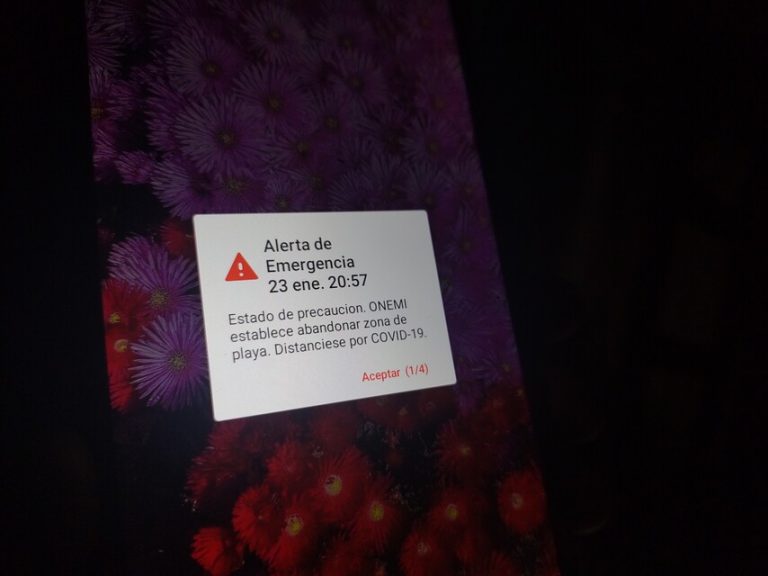 Alerta de
Emergencia
23 ene. 20:57
Estado de precaucion. ONEMI
establece abandonar zona de
playa. Distanciese por COVID-19.
Aceptar (1/4)